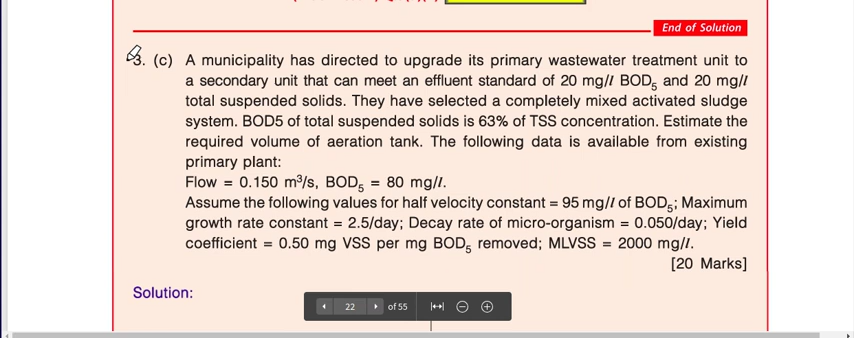 End of Solution
3. (c) A municipality has directed to upgrade its primary wastewater treatment unit to
a secondary unit that can meet an effluent standard of 20 mg/l BOD₅ and 20 mg/l
total suspended solids. They have selected a completely mixed activated sludge
system. BOD5 of total suspended solids is 63% of TSS concentration. Estimate the
required volume of aeration tank. The following data is available from existing
primary plant:
Flow = 0.150 m³/s, BOD₅ = 80 mg/l.
Assume the following values for half velocity constant = 95 mg/l of BOD₅; Maximum
growth rate constant = 2.5/day; Decay rate of micro-organism = 0.050/day; Yield
coefficient = 0.50 mg VSS per mg BOD₅ removed; MLVSS = 2000 mg/l.
[20 Marks]
Solution:
22 of 55